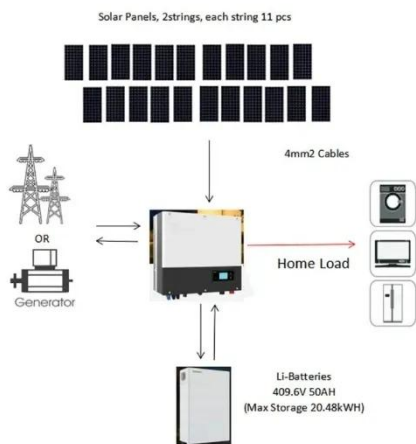 Solar Panels, 2strings, each string 11 pcs
4mm2 Cables
OR
Home Load
Generator
Li-Batteries
409.6V 50AH
(Max Storage 20.48kWH)